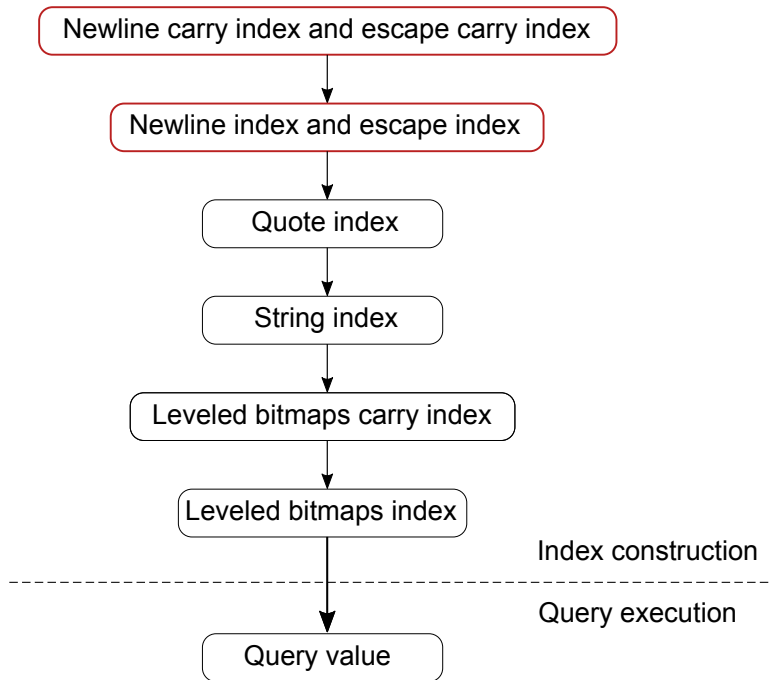 Newline carry index and escape carry index
Newline index and escape index
Quote index
String index
Leveled bitmaps carry index
Leveled bitmaps index
Index construction
Query execution
Query value